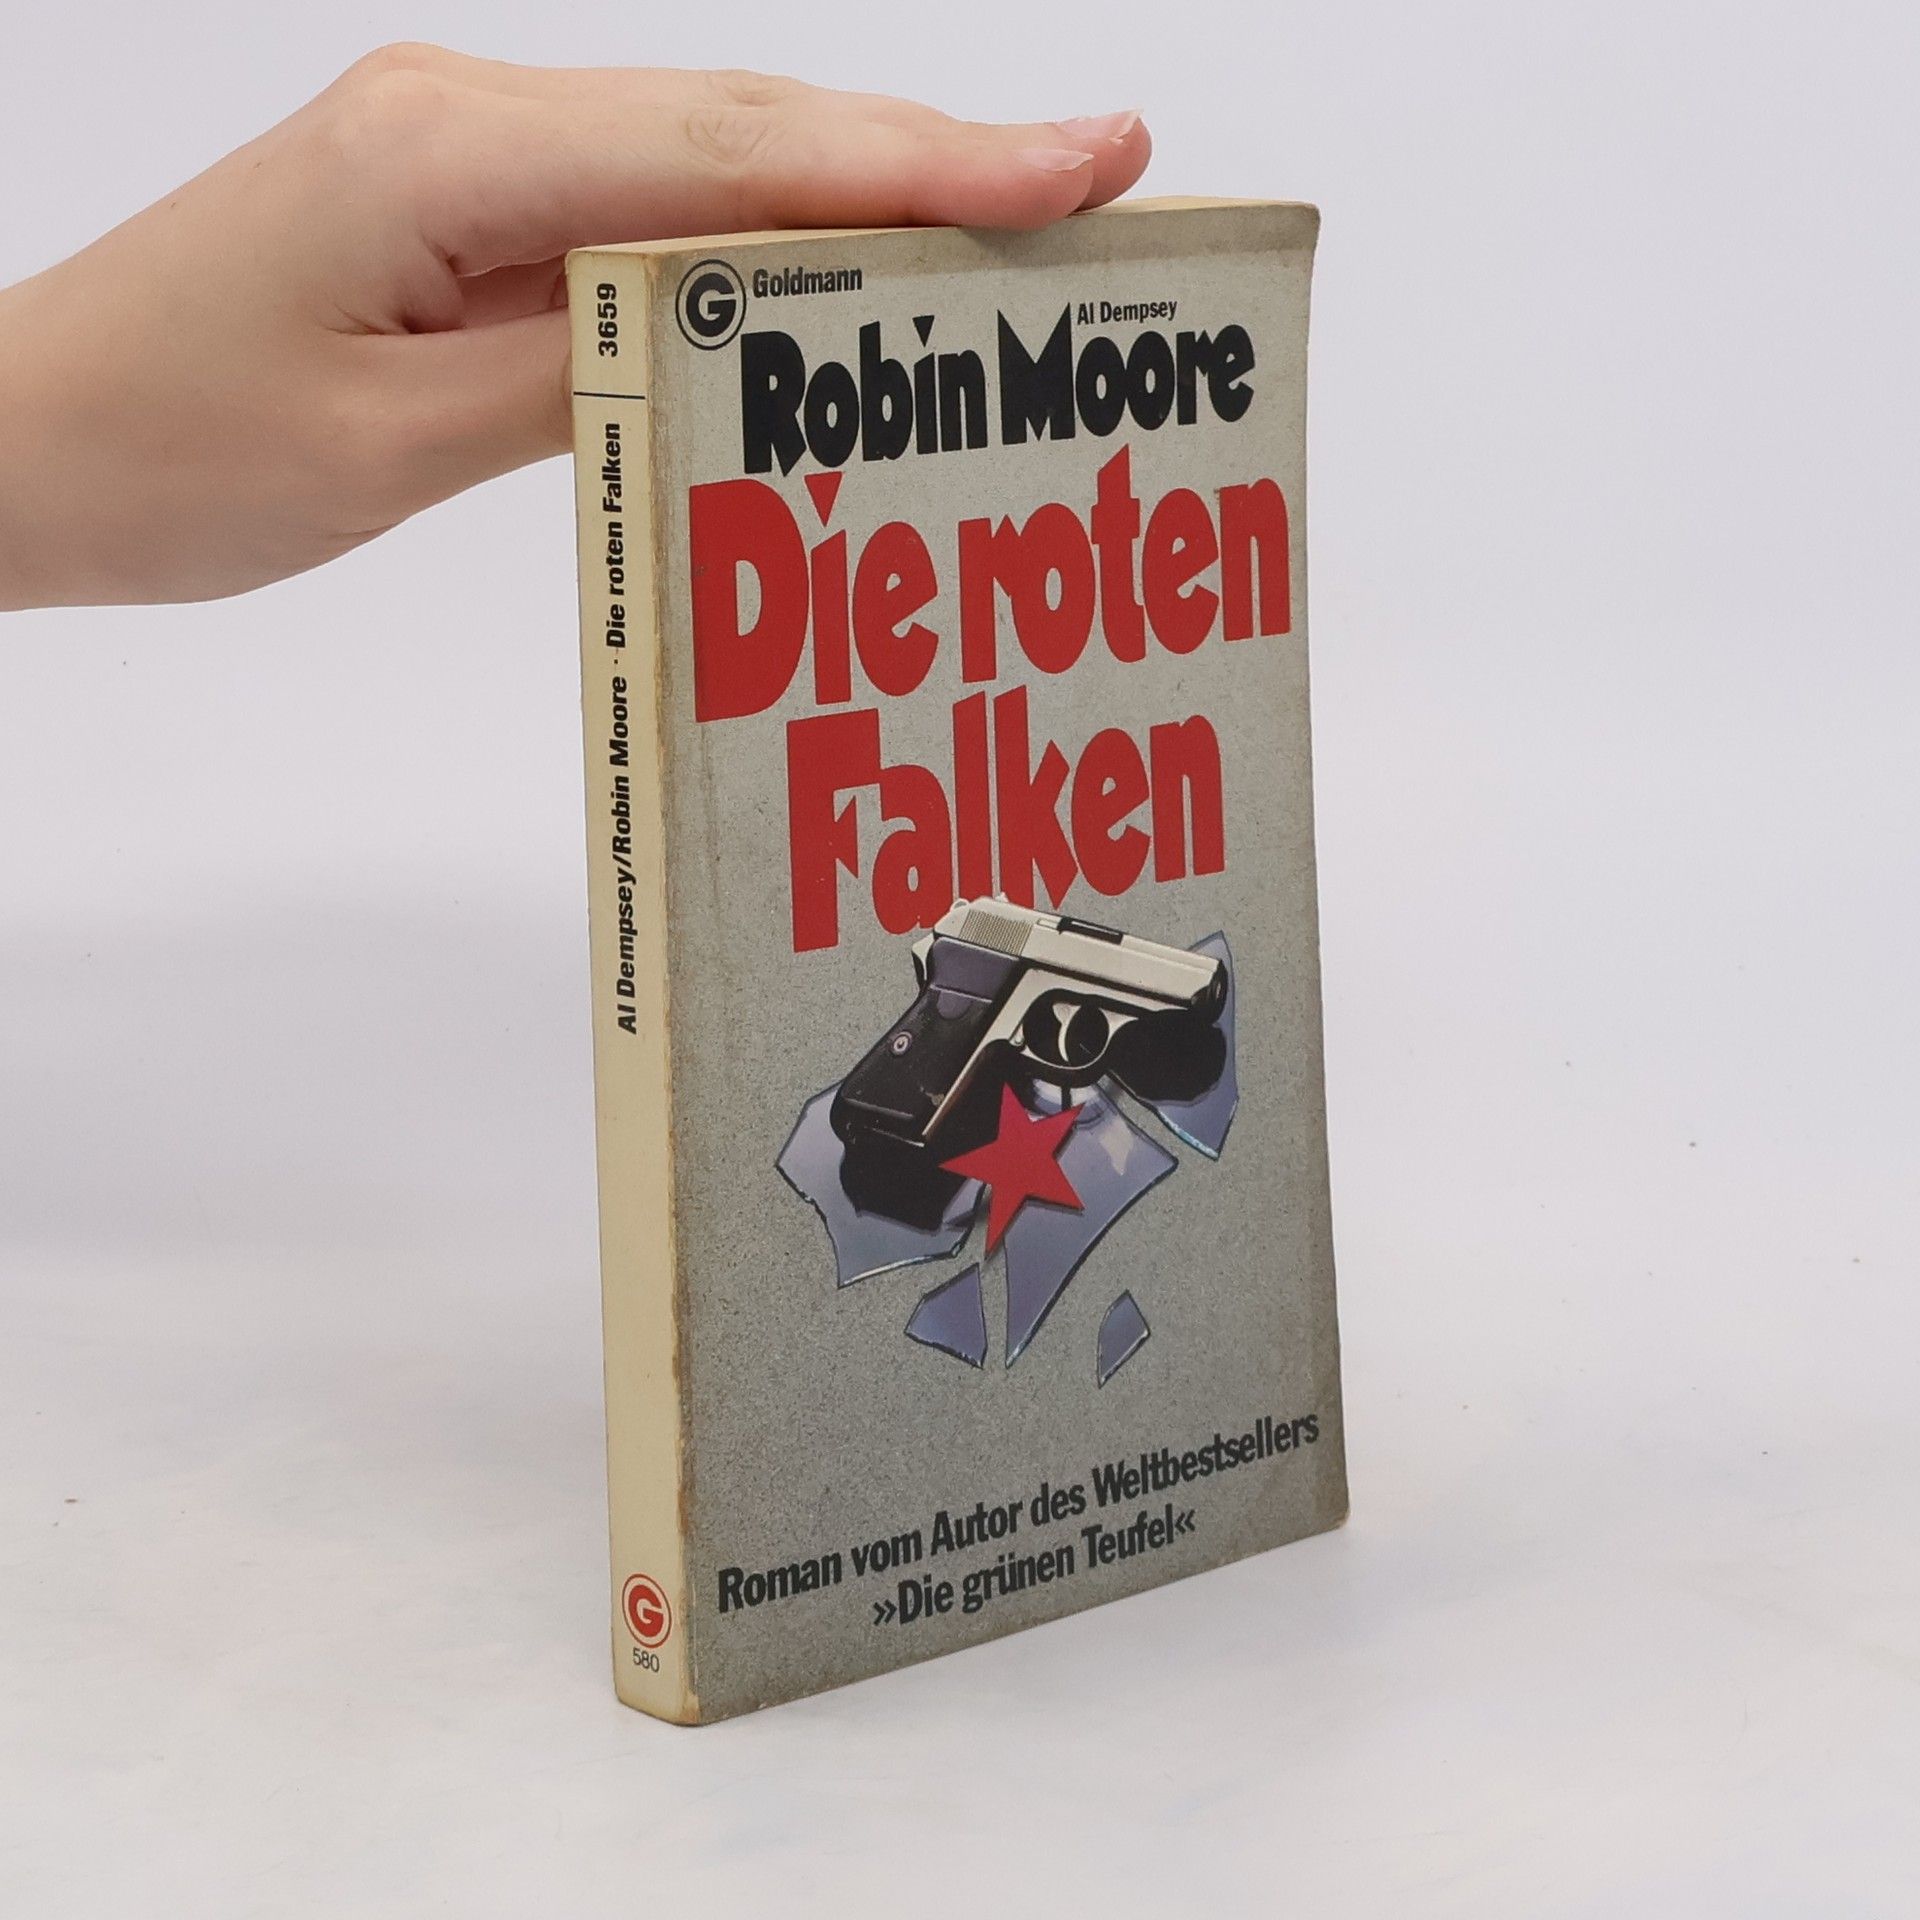 3659
Al Dempsey/Robin Moore · Die roten Falken
G
580
G
Goldmann
Al Dempsey
Robin Moore
Die roten
Falken
Roman vom Autor des Weltbestsellers
»Die grünen Teufel«